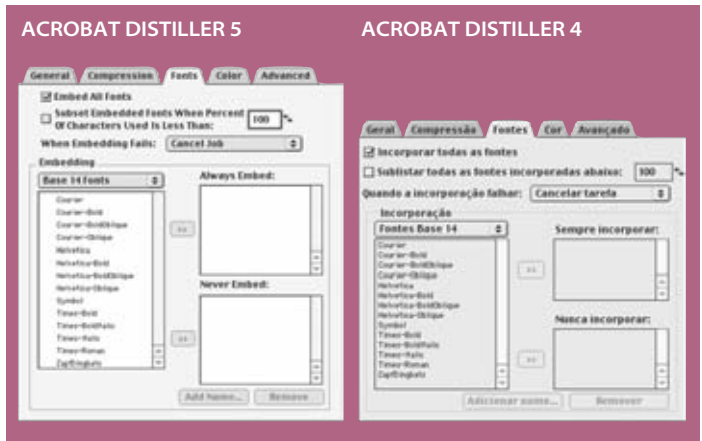 ACROBAT DISTILLER 5
General Compression Fonts Color Advanced
Embed All Fonts
Subset Embedded Fonts When Percent
Of Characters Used Is Less Than: 100 %
When Embedding Fails: Cancel Job
Embedding
Base 14 Fonts
Always Embed:
Courier
Courier-Bold
Courier-BoldOblique
Courier-Oblique
Helvetica
Helvetica-Bold
Helvetica-BoldOblique
Helvetica-Oblique
Symbol
Times-Bold
Times-BoldItalic
Times-Italic
Times-Roman
ZapfDingbats
>>
Never Embed:
>>
Add Name... Remove
ACROBAT DISTILLER 4
Geral Compressão Fontes Cor Avançado
Incorporar todas as fontes
Sublistar todas as fontes incorporadas abaixo: 100 %
Quando a incorporação falhar: Cancelar tarefa
Incorporação
Fontes Base 14
Sempre incorporar:
Courier
Courier-Bold
Courier-BoldOblique
Courier-Oblique
Helvetica
Helvetica-Bold
Helvetica-BoldOblique
Helvetica-Oblique
Symbol
Times-Bold
Times-BoldItalic
Times-Italic
Times-Roman
ZapfDingbats
>>
Nunca incorporar:
>>
Adicionar nome... Remover